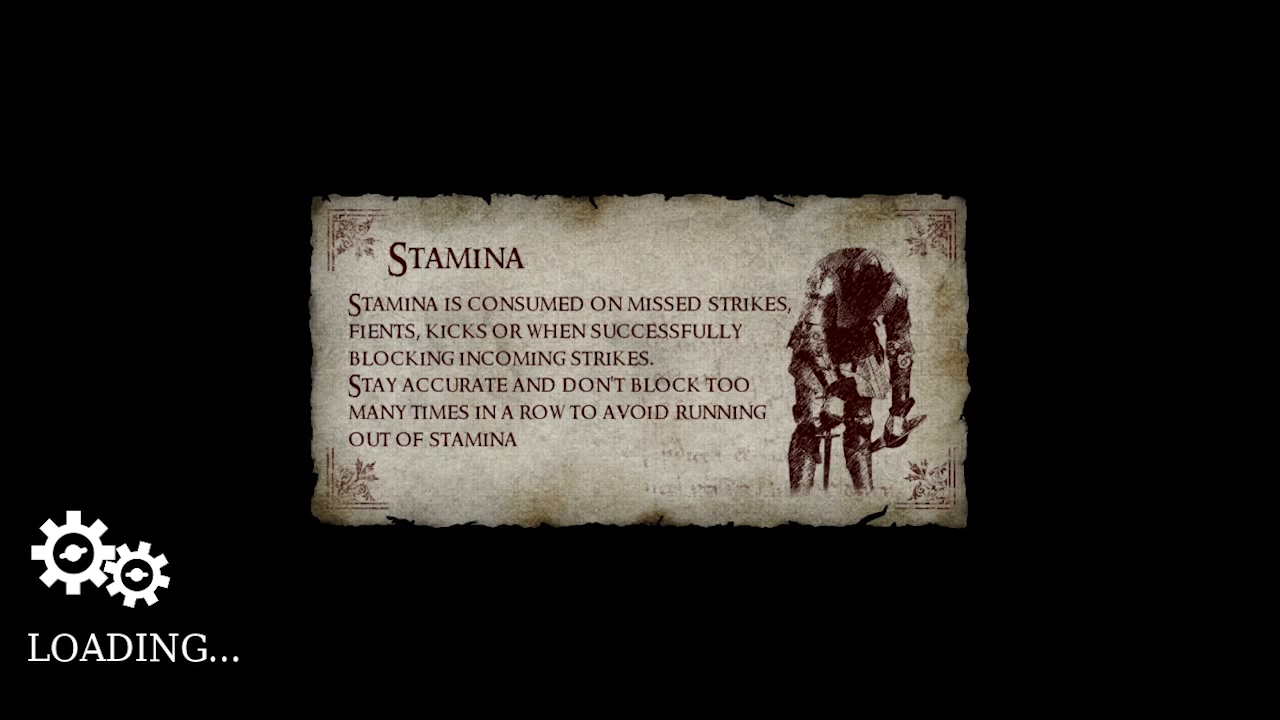 STAMINA
STAMINA IS CONSUMED ON MISSED STRIKES,
FIENTS, KICKS OR WHEN SUCCESSFULLY
BLOCKING INCOMING STRIKES.
STAY ACCURATE AND DON'T BLOCK TOO
MANY TIMES IN A ROW TO AVOID RUNNING
OUT OF STAMINA
LOADING...